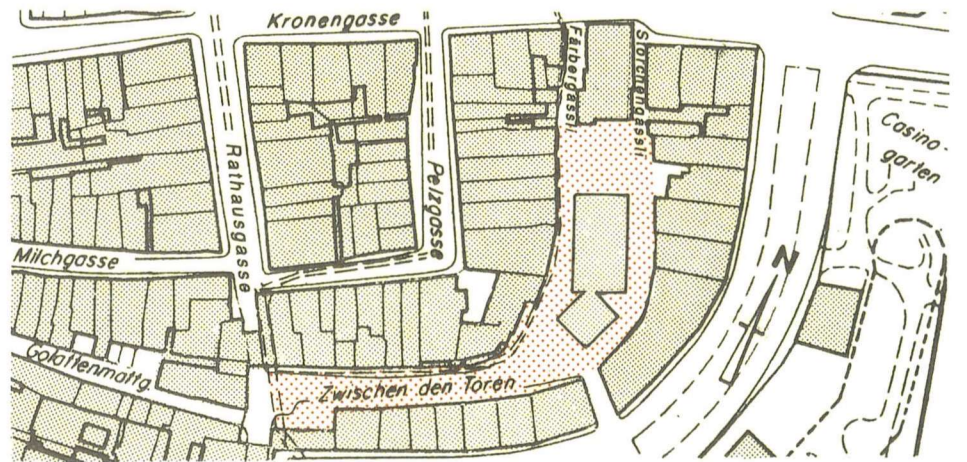 Kronengasse
Färbergässli
Storchengässli
Casino-
garten
Rathausgasse
Pelzgasse
Milchgasse
N
Golattenmattg.
Zwischen den Toren